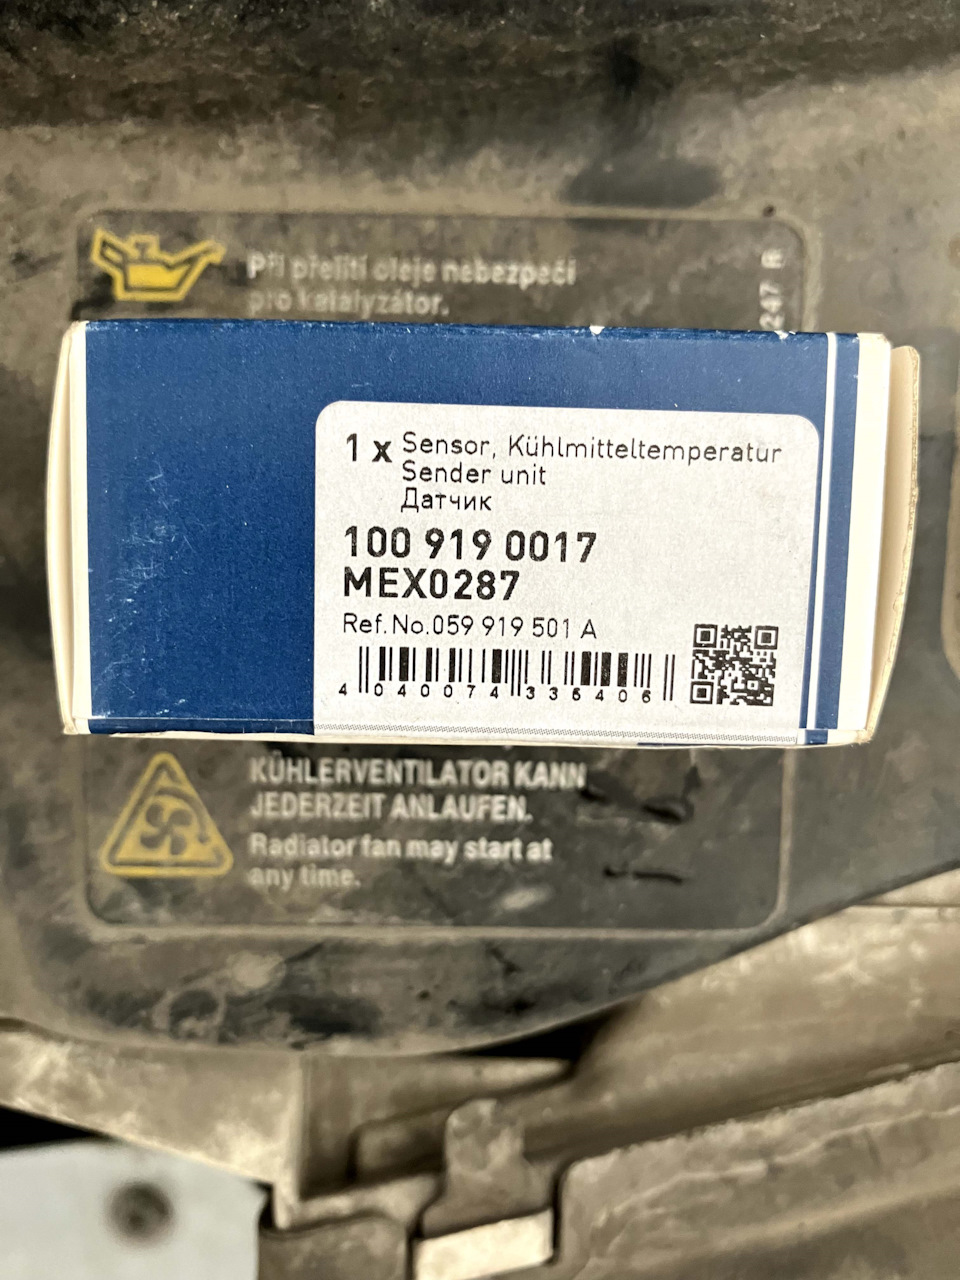 Při přelití oleje nebezpečí
pro katalyzátor.
247 R
1 x Sensor, Kühlmitteltemperatur
Sender unit
Датчик
100 919 0017
MEX0287
Ref.No.059 919 501 A
4 040074 336406
KÜHLERVENTILATOR KANN
JEDERZEIT ANLAUFEN.
Radiator fan may start at
any time.